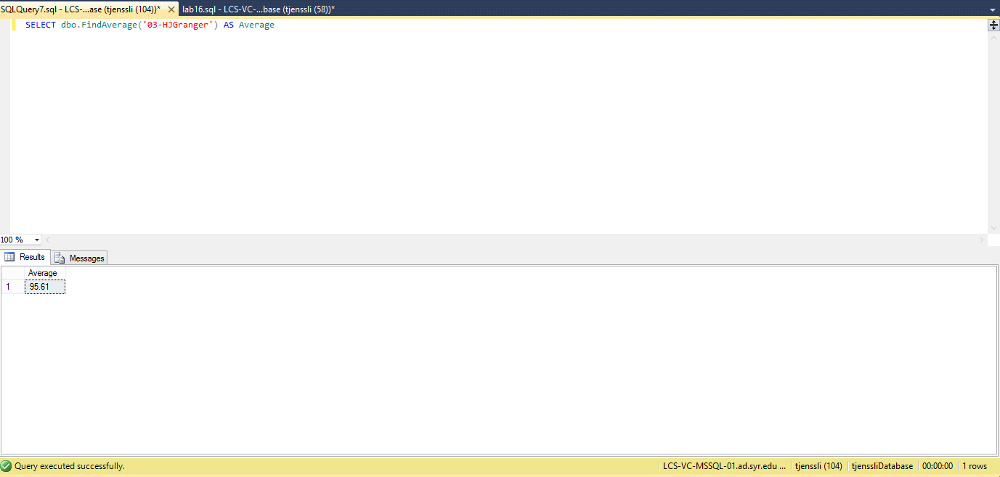 SQLQuery7.sql - LCS-...ase (tjenssli (104))* lab16.sql - LCS-VC-...base (tjenssli (58))*
SELECT dbo.FindAverage('03-HJGranger') AS Average
100 %
Results Messages
Average
1 95.61
Query executed successfully. LCS-VC-MSSQL-01.ad.syr.edu ... tjenssli (104) tjenssliDatabase 00:00:00 1 rows